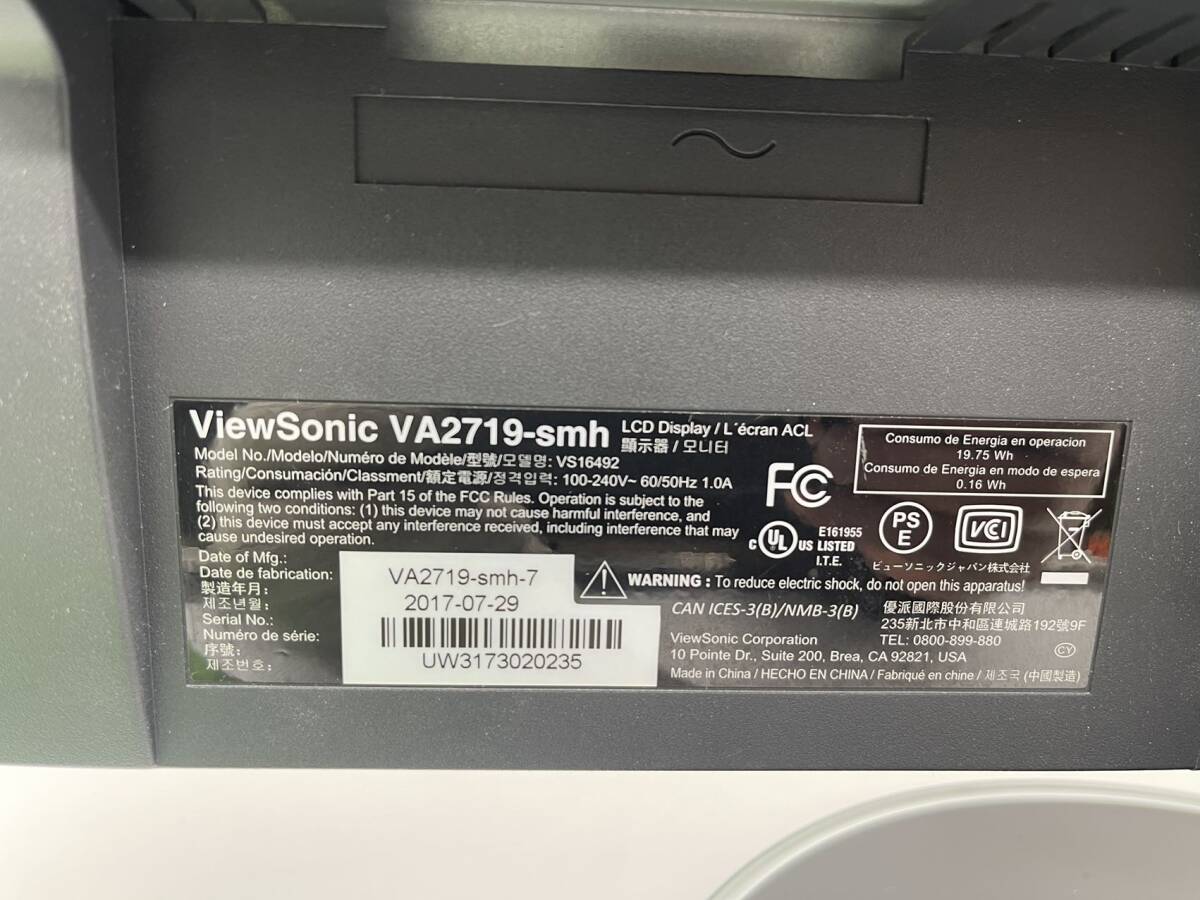 ViewSonic VA2719-smh LCD Display / L´écran ACL
顯示器 / 모니터
Model No./Modelo/Numéro de Modèle/型號/모델명: VS16492
Rating/Consumación/Classment/額定電源/정격입력: 100-240V~ 60/50Hz 1.0A
This device complies with Part 15 of the FCC Rules. Operation is subject to the
following two conditions: (1) this device may not cause harmful interference, and
(2) this device must accept any interference received, including interference that may
cause undesired operation.
FC
Consumo de Energia en operacion
19.75 Wh
Consumo de Energia en modo de espera
0.16 Wh
C UL US LISTED
E161955
I.T.E.
PS
E
VCCI
ビューソニックジャパン株式会社
Date of Mfg.:
Date de fabrication:
製造年月:
제조년월:
Serial No.:
Numéro de série:
序號:
제조번호:
VA2719-smh-7
2017-07-29
UW3173020235
WARNING : To reduce electric shock, do not open this apparatus!
CAN ICES-3(B)/NMB-3(B)
ViewSonic Corporation
10 Pointe Dr., Suite 200, Brea, CA 92821, USA
Made in China / HECHO EN CHINA / Fabriqué en chine / 제조국 (中國製造)
優派國際股份有限公司
235新北市中和區連城路192號9F
TEL: 0800-899-880
CY